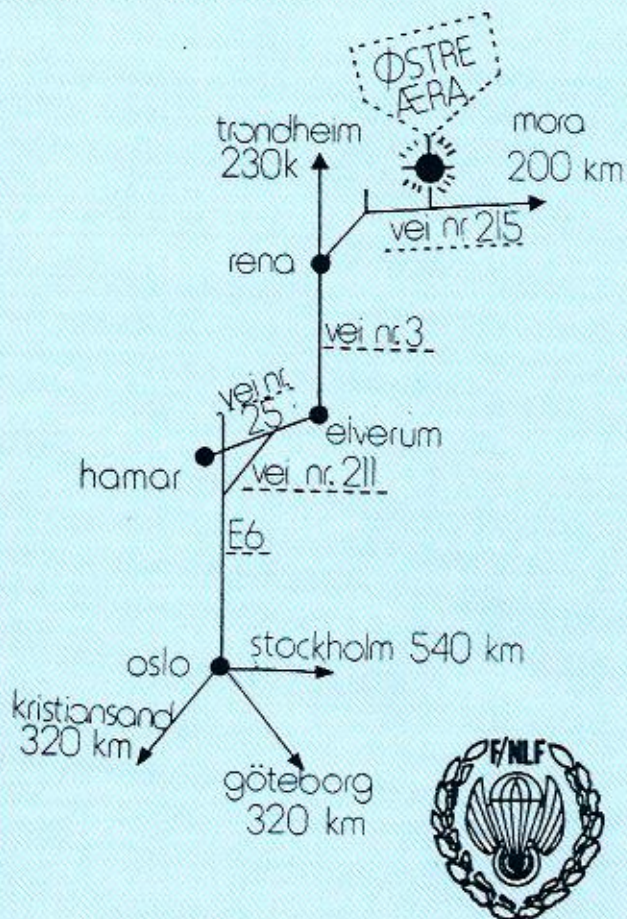 ØSTRE
ÆRA
trondheim
230k
mora
200 km
vei nr. 215
rena
vei nr. 3
vei nr.
25
elverum
hamar
vei nr. 211
E6
oslo
stockholm 540 km
kristiansand
320 km
göteborg
320 km
F/NLF